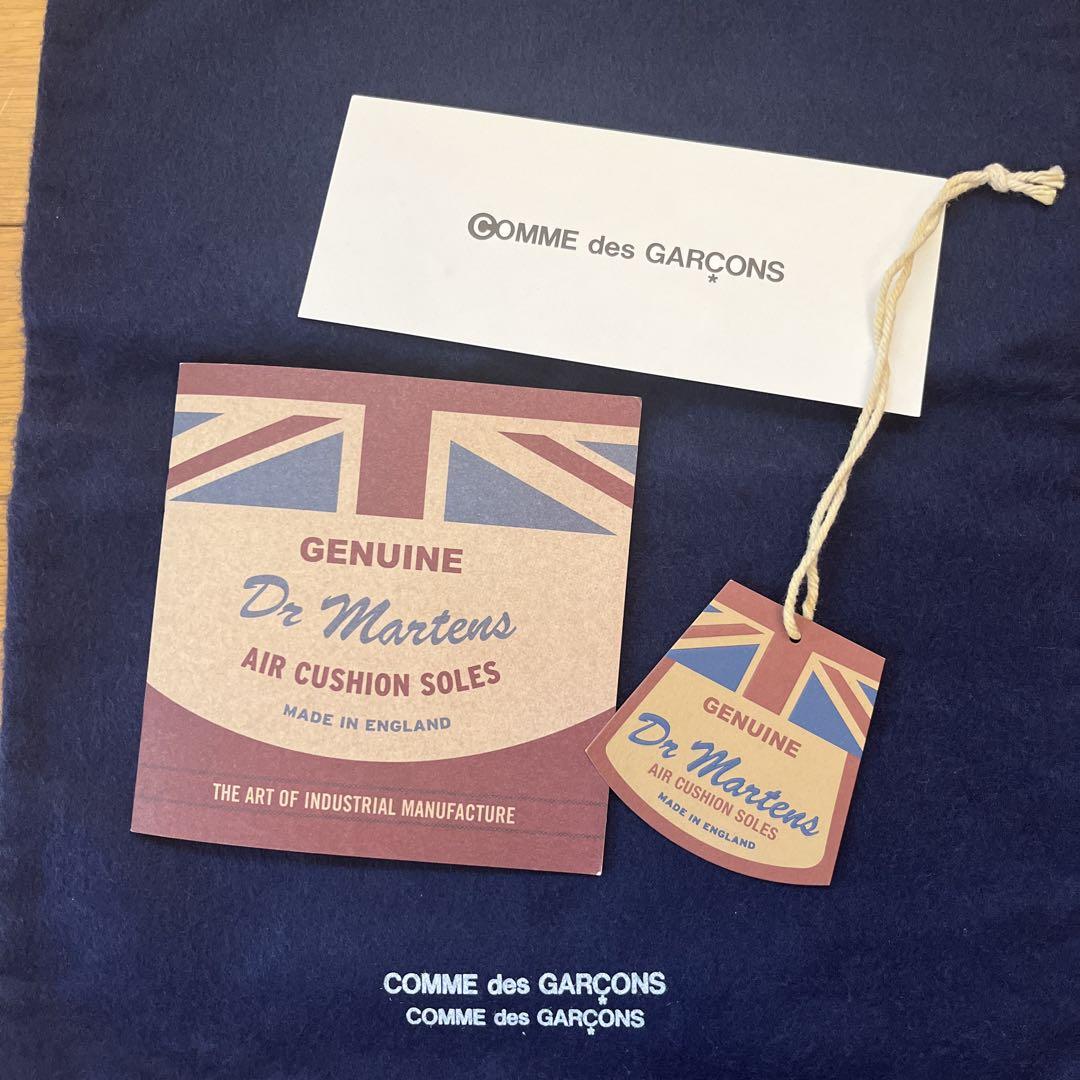 COMME des GARÇONS
*
GENUINE
Dr Martens
AIR CUSHION SOLES
MADE IN ENGLAND
THE ART OF INDUSTRIAL MANUFACTURE
GENUINE
Dr Martens
AIR CUSHION SOLES
MADE IN ENGLAND
COMME des GARÇONS
*
COMME des GARÇONS
*